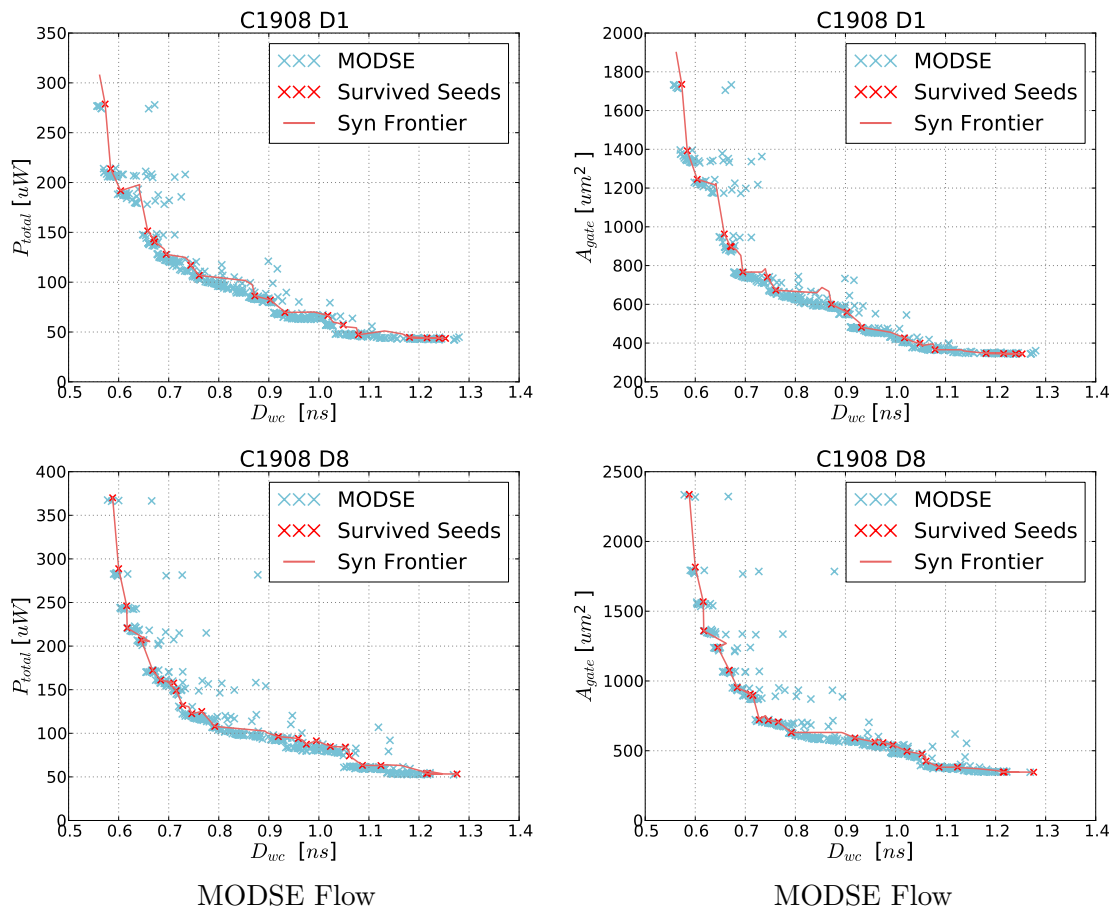 C1908 D1
350
300
250
200
150
100
50
0
P_total [uW]
MODSE
Survived Seeds
Syn Frontier
0.5 0.6 0.7 0.8 0.9 1.0 1.1 1.2 1.3 1.4
D_wc [ns]
C1908 D1
2000
1800
1600
1400
1200
1000
800
600
400
200
A_gate [um²]
MODSE
Survived Seeds
Syn Frontier
0.5 0.6 0.7 0.8 0.9 1.0 1.1 1.2 1.3 1.4
D_wc [ns]
C1908 D8
400
350
300
250
200
150
100
50
0
P_total [uW]
MODSE
Survived Seeds
Syn Frontier
0.5 0.6 0.7 0.8 0.9 1.0 1.1 1.2 1.3 1.4
D_wc [ns]
MODSE Flow
C1908 D8
2500
2000
1500
1000
500
0
A_gate [um²]
MODSE
Survived Seeds
Syn Frontier
0.5 0.6 0.7 0.8 0.9 1.0 1.1 1.2 1.3 1.4
D_wc [ns]
MODSE Flow